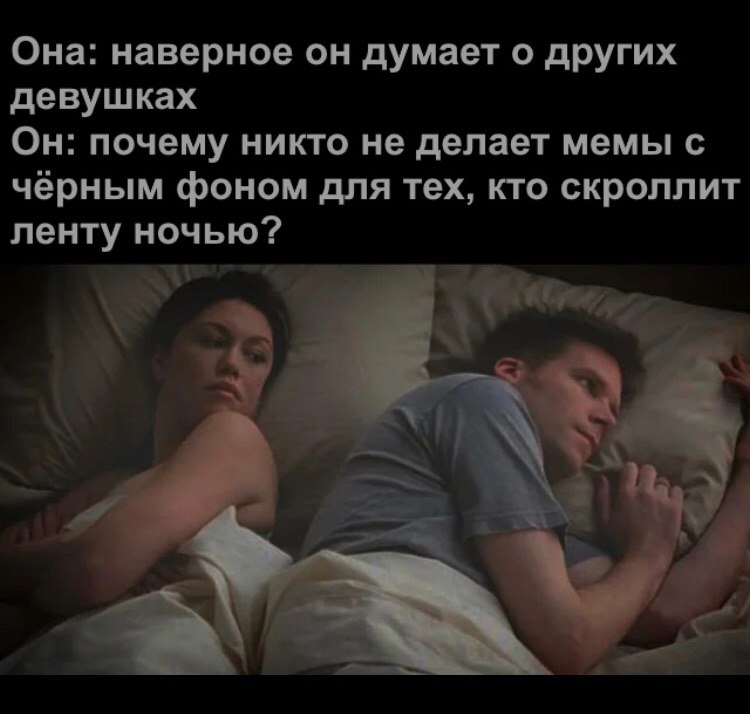 Она: наверное он думает о других
девушках
Он: почему никто не делает мемы с
чёрным фоном для тех, кто скроллит
ленту ночью?